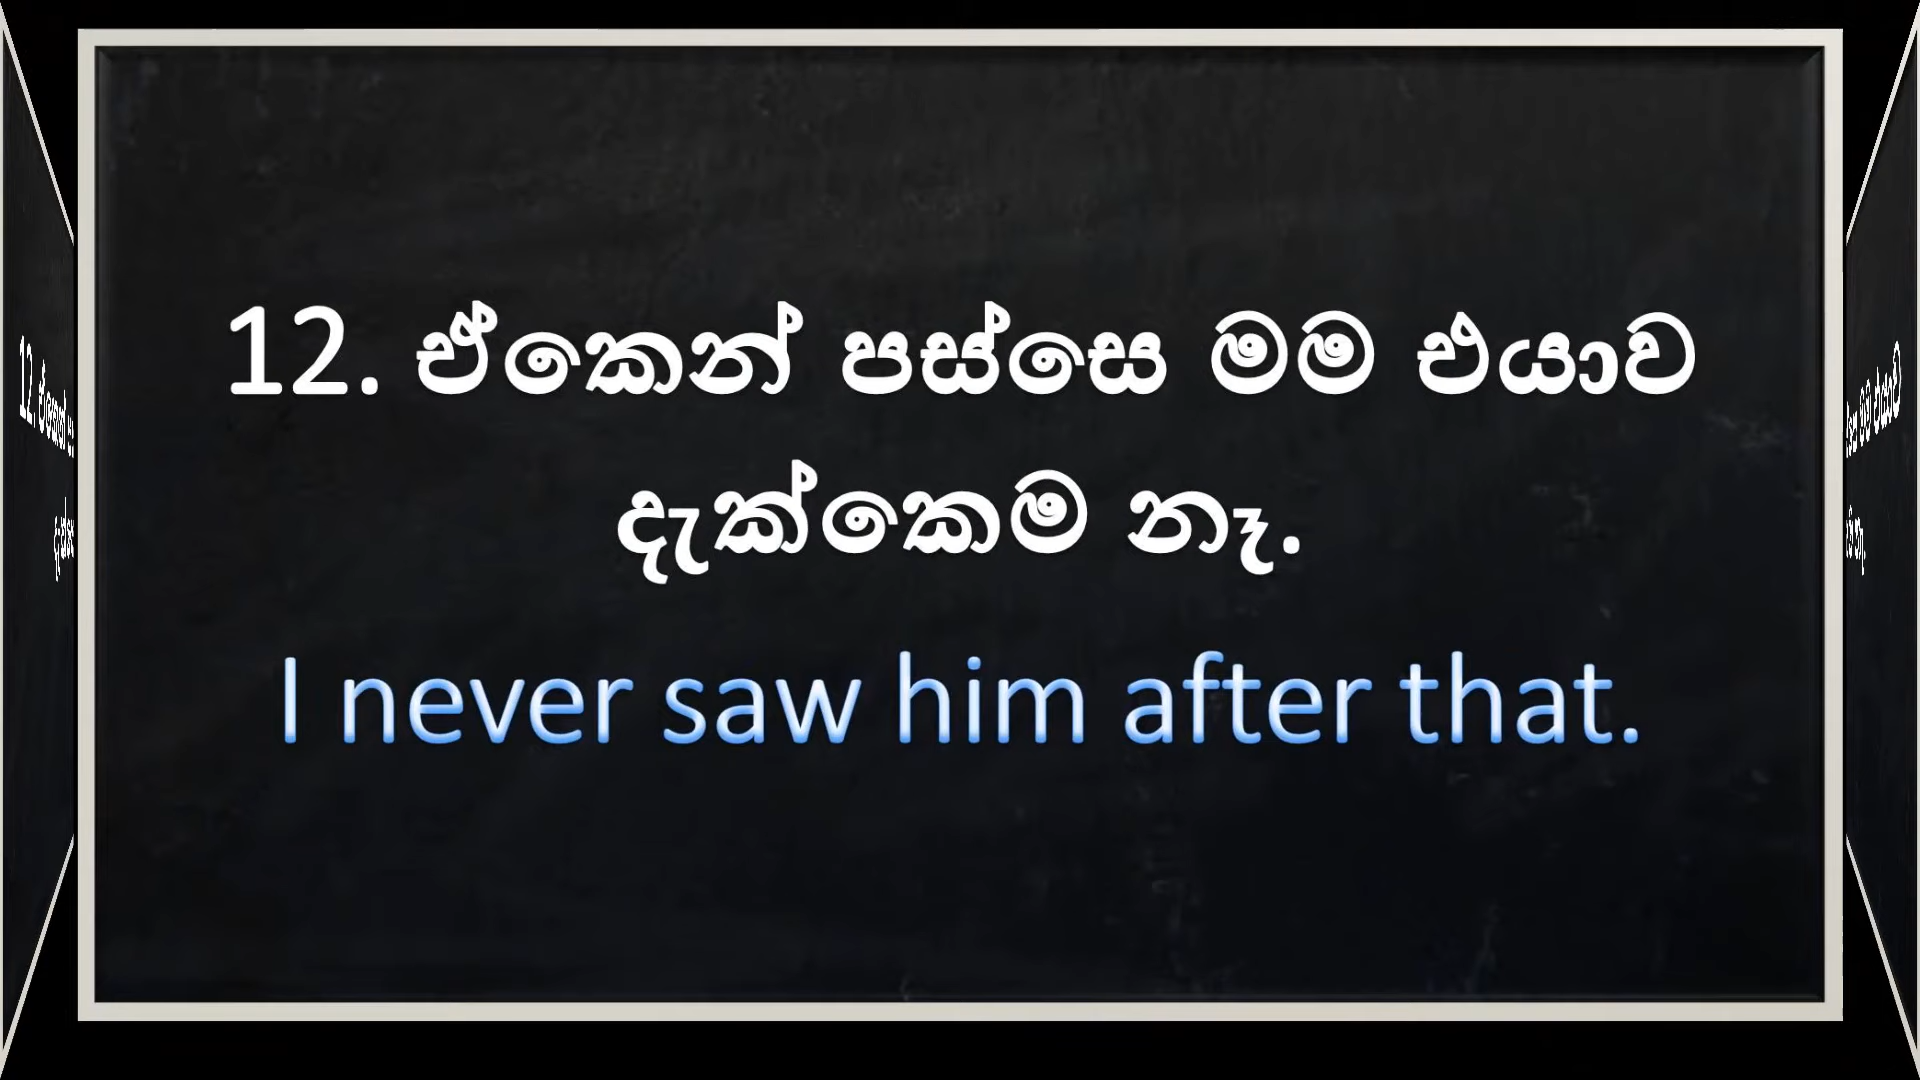 12. ඒකෙන් පස්සෙ මම එයාව
දැක්කෙම නෑ.
I never saw him after that.